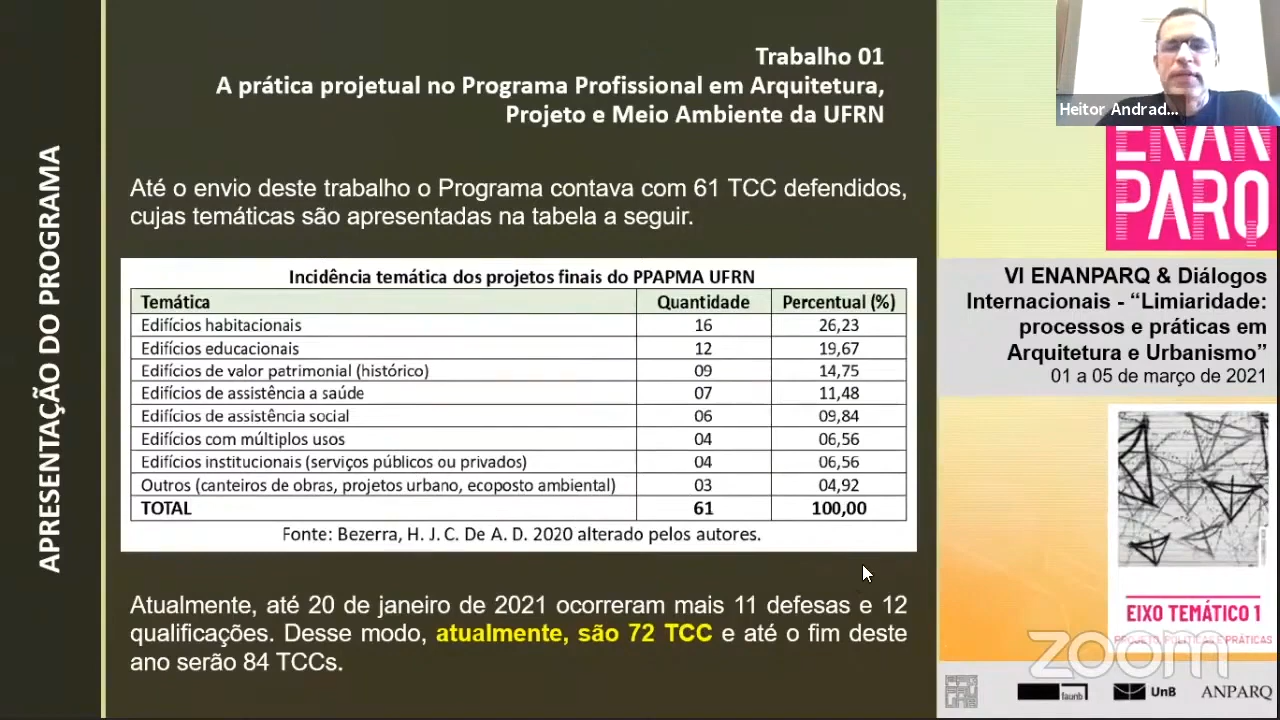 APRESENTAÇÃO DO PROGRAMA
Trabalho 01
A prática projetual no Programa Profissional em Arquitetura,
Projeto e Meio Ambiente da UFRN
Até o envio deste trabalho o Programa contava com 61 TCC defendidos,
cujas temáticas são apresentadas na tabela a seguir.
Incidência temática dos projetos finais do PPAPMA UFRN
Temática Quantidade Percentual (%)
Edifícios habitacionais 16 26,23
Edifícios educacionais 12 19,67
Edifícios de valor patrimonial (histórico) 09 14,75
Edifícios de assistência a saúde 07 11,48
Edifícios de assistência social 06 09,84
Edifícios com múltiplos usos 04 06,56
Edifícios institucionais (serviços públicos ou privados) 04 06,56
Outros (canteiros de obras, projetos urbano, ecoposto ambiental) 03 04,92
TOTAL 61 100,00
Fonte: Bezerra, H. J. C. De A. D. 2020 alterado pelos autores.
Atualmente, até 20 de janeiro de 2021 ocorreram mais 11 defesas e 12
qualificações. Desse modo, atualmente, são 72 TCC e até o fim deste
ano serão 84 TCCs.
Heitor Andrad...
ENAN
PARQ
VI ENANPARQ & Diálogos
Internacionais - “Limiaridade:
processos e práticas em
Arquitetura e Urbanismo”
01 a 05 de março de 2021
EIXO TEMÁTICO 1
PROJETO, POLÍTICAS E PRÁTICAS
zoom
faunb
UnB
ANPARQ